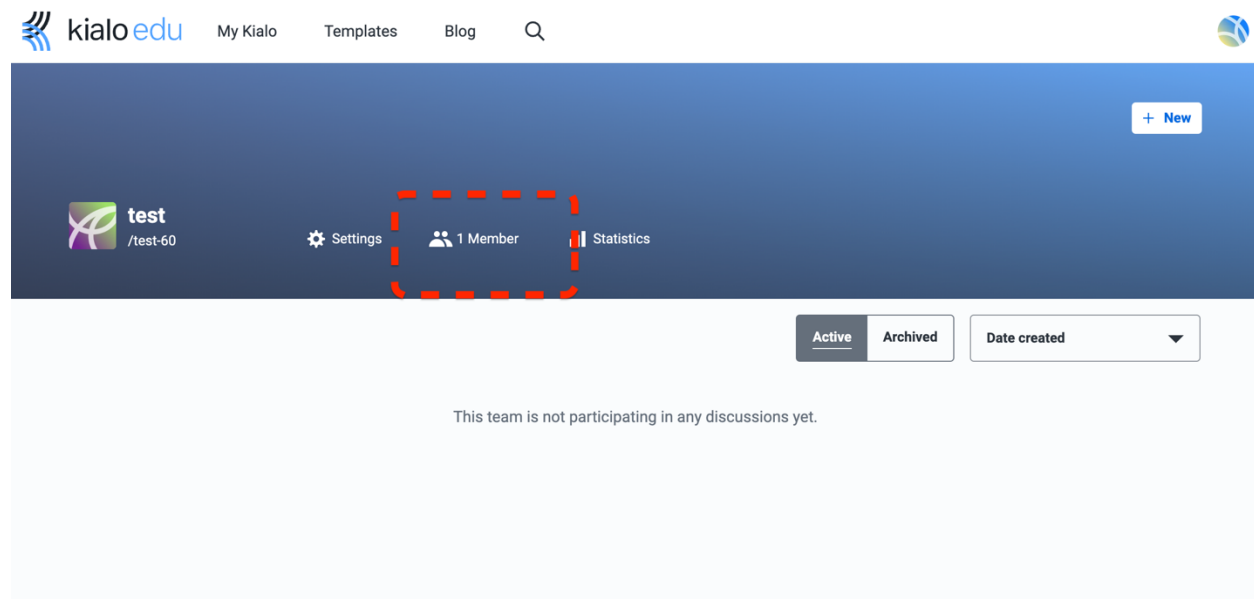 kialo edu My Kialo Templates Blog
+ New
test
/test-60
Settings 1 Member Statistics
Active Archived Date created
This team is not participating in any discussions yet.